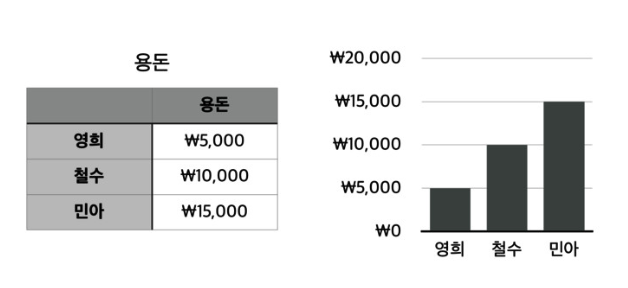 용돈
용돈
영희 ₩5,000
철수 ₩10,000
민아 ₩15,000
₩20,000
₩15,000
₩10,000
₩5,000
₩0
영희 철수 민아